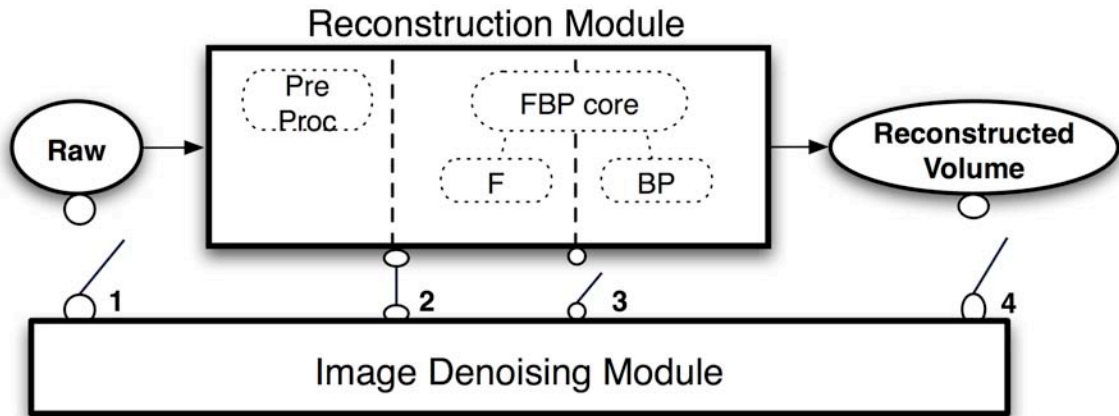 Reconstruction Module
Pre
Proc
FBP core
F
BP
Raw
Reconstructed
Volume
1
2
3
4
Image Denoising Module